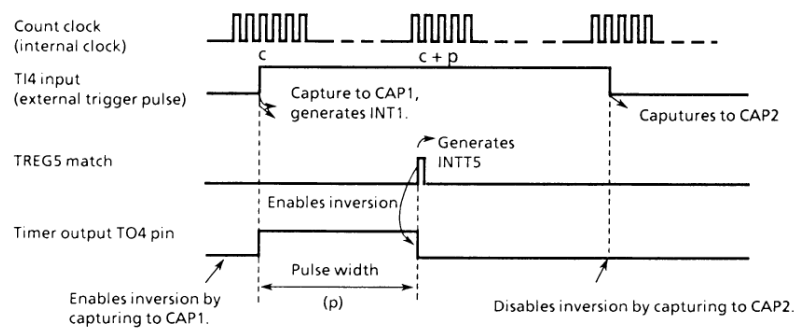 Count clock
(internal clock)
c
c + p
TI4 input
(external trigger pulse)
Capture to CAP1,
generates INT1.
Caputures to CAP2
Generates
INTT5
TREG5 match
Enables inversion
Timer output TO4 pin
Pulse width
(p)
Enables inversion by
capturing to CAP1.
Disables inversion by capturing to CAP2.